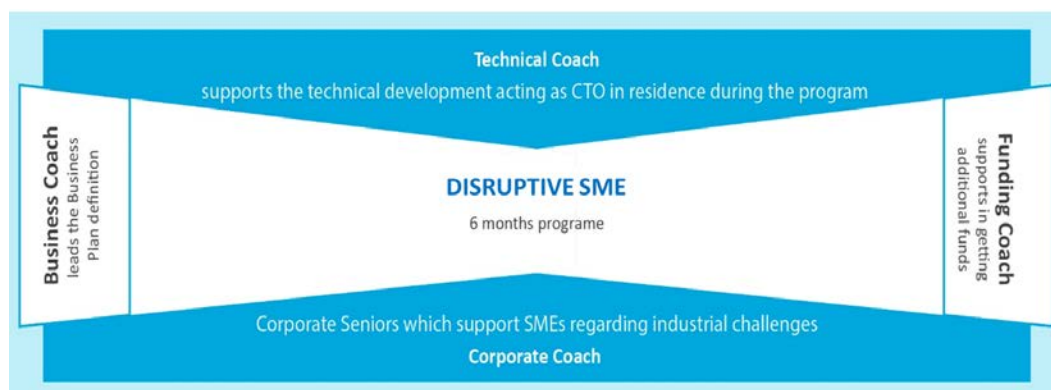 Technical Coach
supports the technical development acting as CTO in residence during the program
Business Coach
leads the Business
Plan definition
DISRUPTIVE SME
6 months programe
Funding Coach
supports in getting
additional funds
Corporate Seniors which support SMEs regarding industrial challenges
Corporate Coach